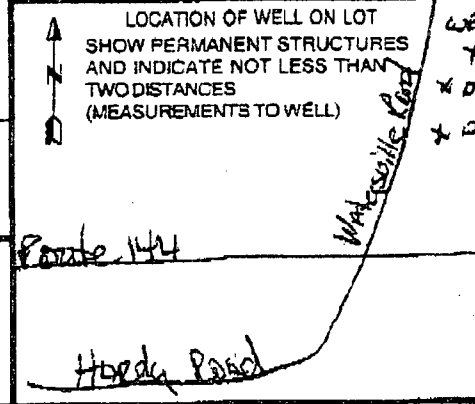 LOCATION OF WELL ON LOT
SHOW PERMANENT STRUCTURES
AND INDICATE NOT LESS THAN
TWO DISTANCES
(MEASUREMENTS TO WELL)
N
Watersville Road
Route 144
Hardy Road